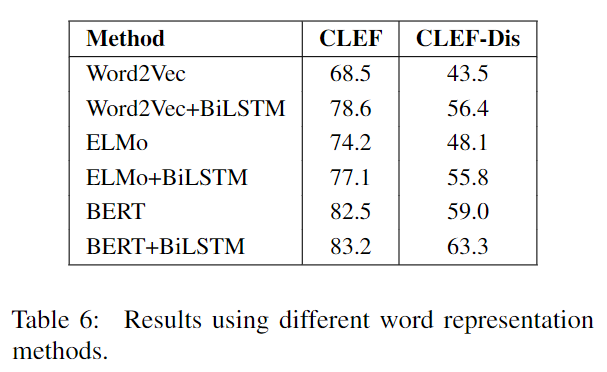 Method CLEF CLEF-Dis
Word2Vec 68.5 43.5
Word2Vec+BiLSTM 78.6 56.4
ELMo 74.2 48.1
ELMo+BiLSTM 77.1 55.8
BERT 82.5 59.0
BERT+BiLSTM 83.2 63.3
Table 6: Results using different word representation
methods.